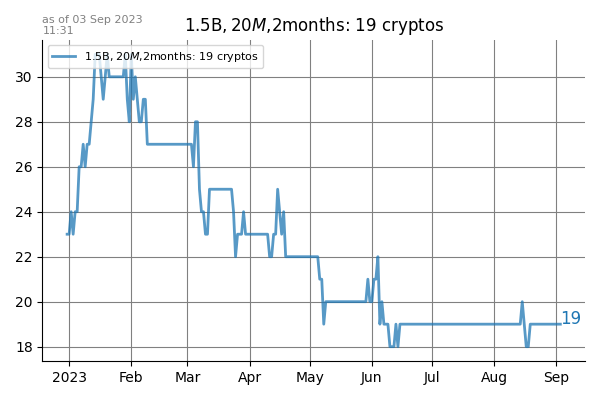 as of 03 Sep 2023
11:31
1.5B, 20M,2months: 19 cryptos
1.5B, 20M,2months: 19 cryptos
30
28
26
24
22
20
18
19
2023 Feb Mar Apr May Jun Jul Aug Sep